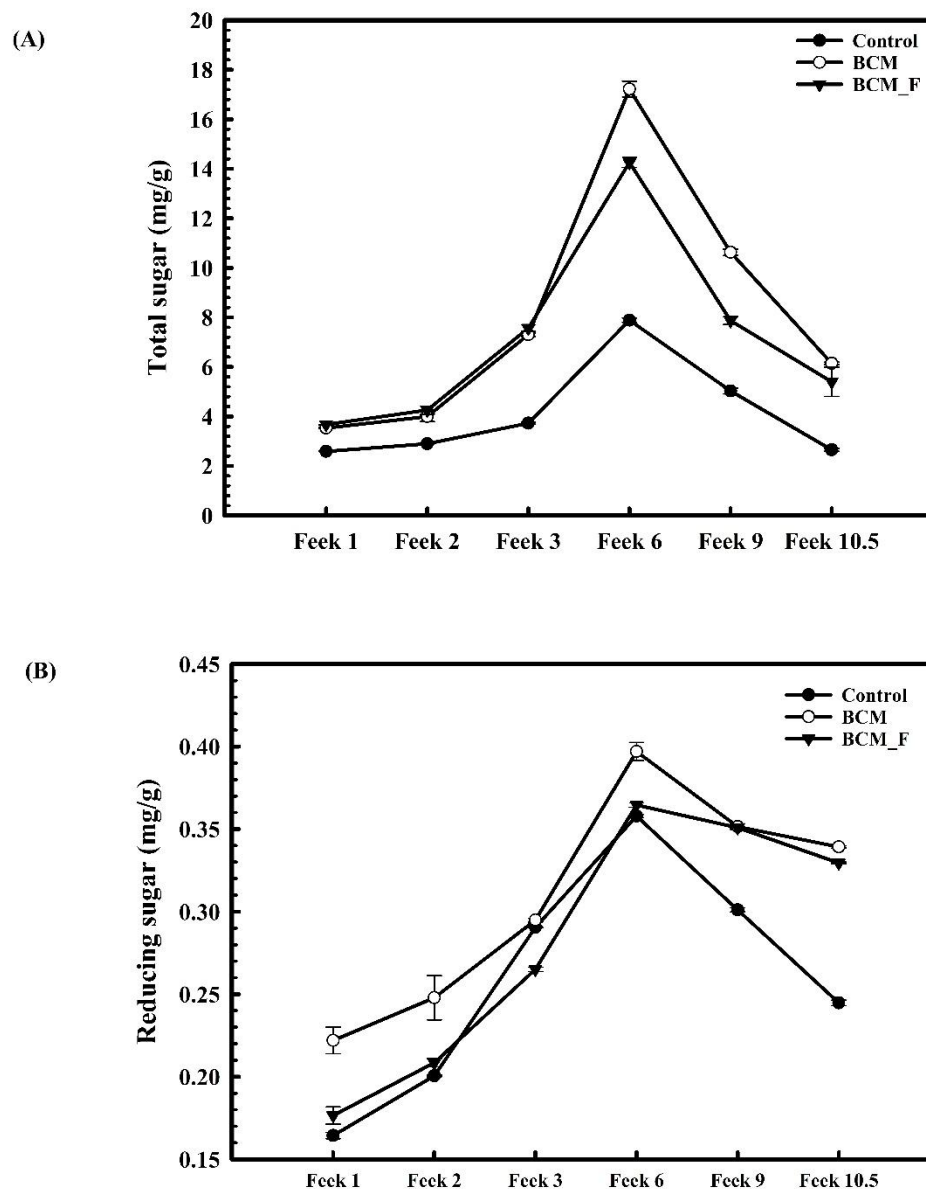 (A)
20
18
16
14
12
10
8
6
4
2
0
Total sugar (mg/g)
Control
BCM
BCM_F
Feek 1 Feek 2 Feek 3 Feek 6 Feek 9 Feek 10.5
(B)
0.45
0.40
0.35
0.30
0.25
0.20
0.15
Reducing sugar (mg/g)
Control
BCM
BCM_F
Feek 1 Feek 2 Feek 3 Feek 6 Feek 9 Feek 10.5